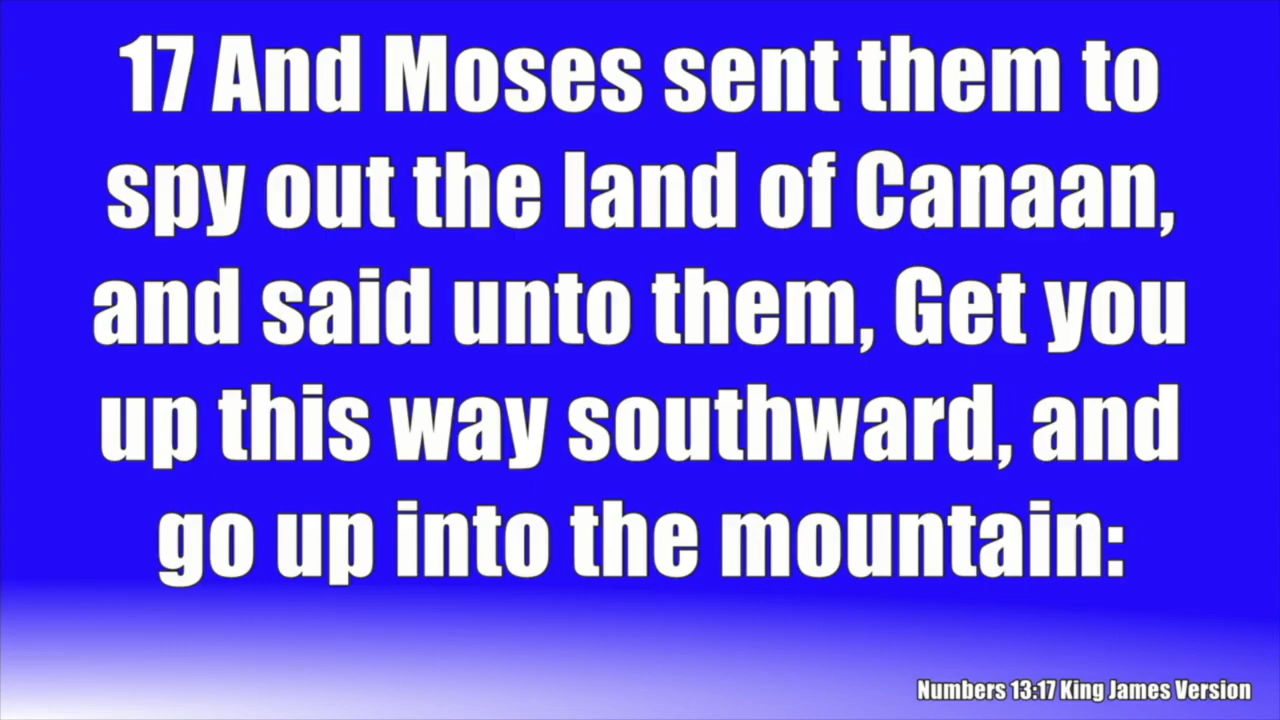 17 And Moses sent them to
spy out the land of Canaan,
and said unto them, Get you
up this way southward, and
go up into the mountain:
Numbers 13:17 King James Version